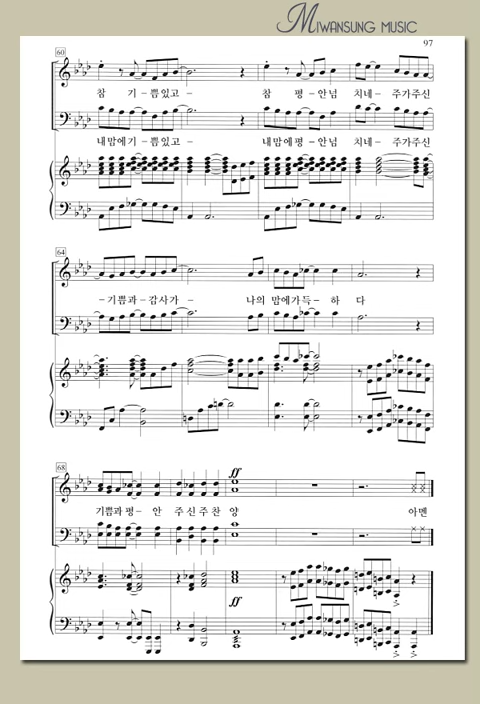 MIWANSUNG MUSIC
97
60
참 기-쁨있고- 참 평-안넘 치네- 주가주신
내맘에기-쁨있고- 내맘에평-안넘 치네- 주가주신
64
-기쁨과-감사가- 나의 맘에가득-하 다
68
ff
기쁨과평-안 주신주찬 양 아멘
ff